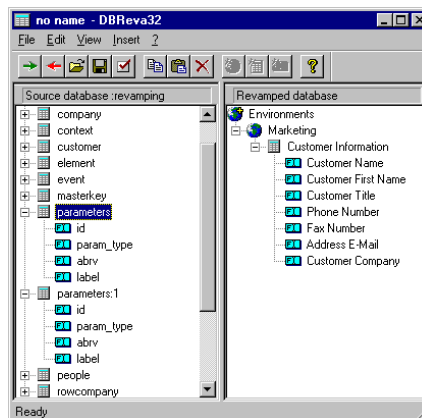 no name - DBReva32
File Edit View Insert ?
Source database :revamping
company
context
customer
element
event
masterkey
parameters
id
param_type
abrv
label
parameters:1
id
param_type
abrv
label
people
rowcompany
Revamped database
Environments
Marketing
Customer Information
Customer Name
Customer First Name
Customer Title
Phone Number
Fax Number
Address E-Mail
Customer Company
Ready